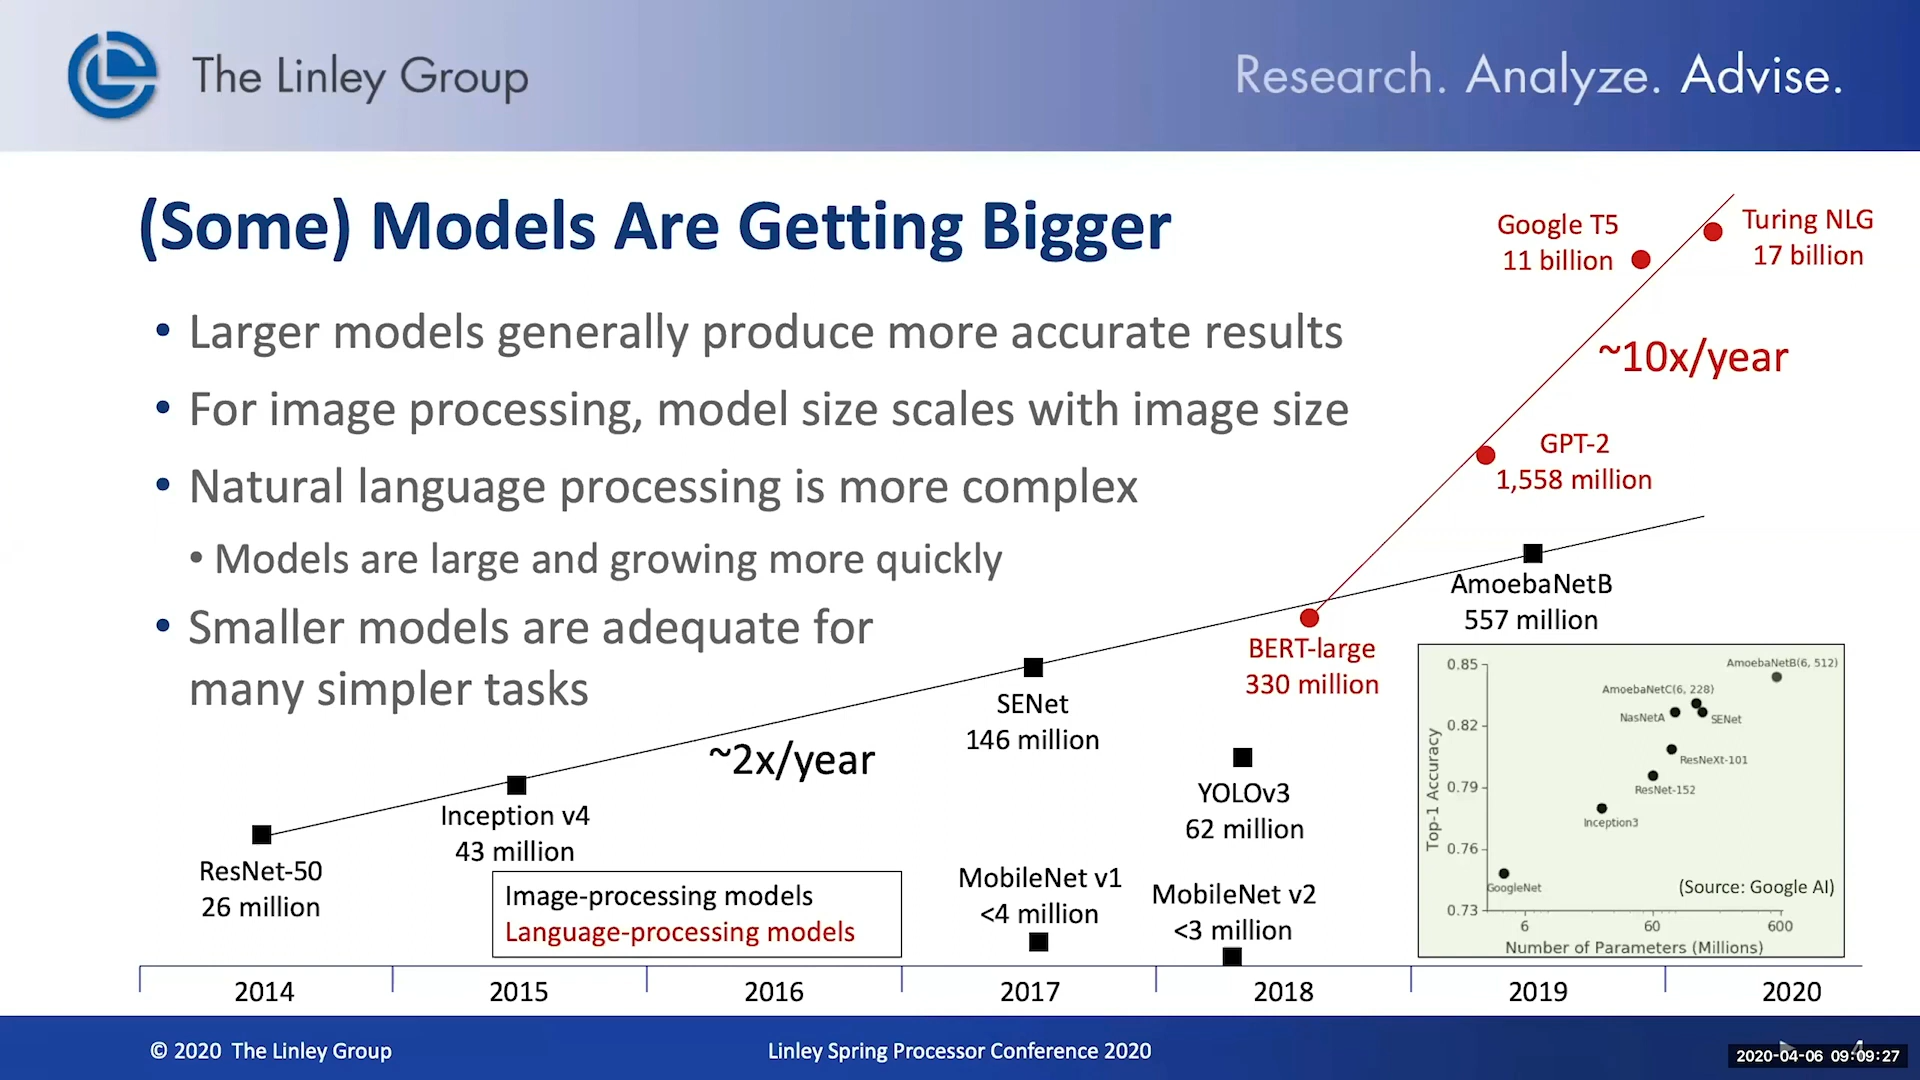 The Linley Group
Research. Analyze. Advise.
(Some) Models Are Getting Bigger
• Larger models generally produce more accurate results
• For image processing, model size scales with image size
• Natural language processing is more complex
• Models are large and growing more quickly
• Smaller models are adequate for
many simpler tasks
Google T5
11 billion
Turing NLG
17 billion
~10x/year
GPT-2
1,558 million
AmoebaNetB
557 million
BERT-large
330 million
SENet
146 million
~2x/year
YOLOv3
62 million
Inception v4
43 million
ResNet-50
26 million
MobileNet v1
<4 million
MobileNet v2
<3 million
Image-processing models
Language-processing models
0.85
0.82
0.79
0.76
0.73
Top-1 Accuracy
AmoebaNetB(6, 512)
AmoebaNetC(6, 228)
NasNetA
SENet
ResNeXt-101
ResNet-152
Inception3
GoogleNet
(Source: Google AI)
6
60
600
Number of Parameters (Millions)
2014
2015
2016
2017
2018
2019
2020
© 2020 The Linley Group
Linley Spring Processor Conference 2020
4
2020-04-06 09:09:27